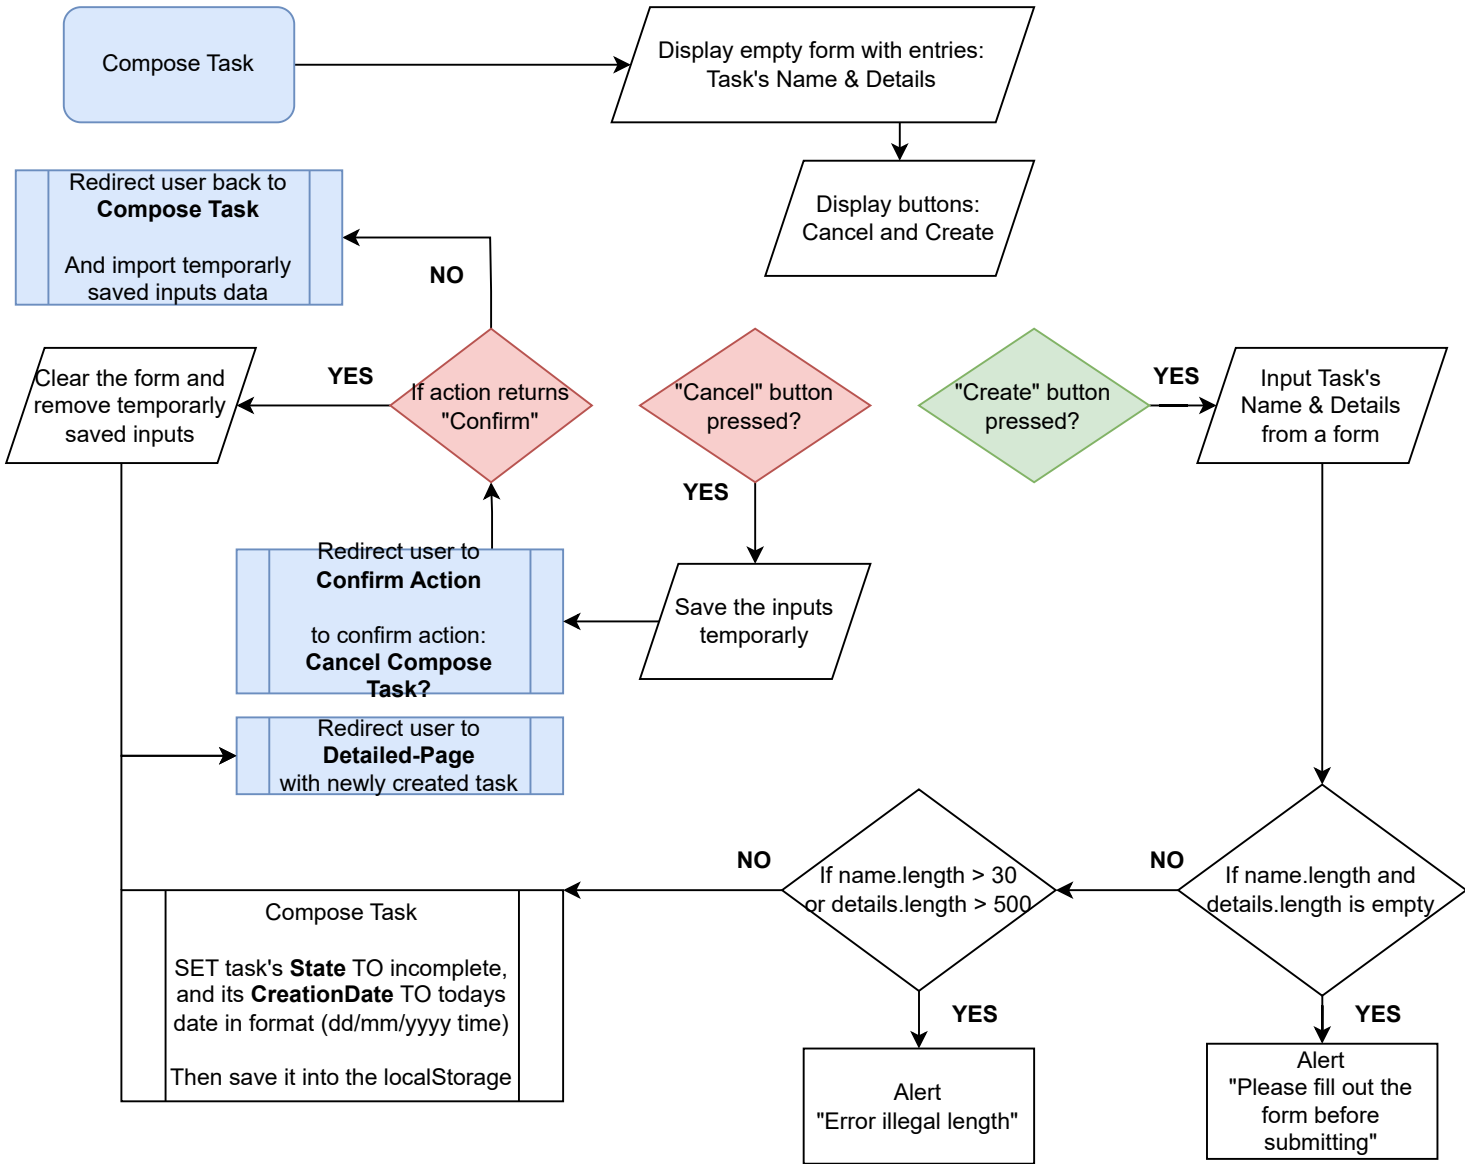 Compose Task
Display empty form with entries:
Task's Name & Details
Display buttons:
Cancel and Create
Redirect user back to
Compose Task
And import temporarly
saved inputs data
NO
YES
Clear the form and
remove temporarly
saved inputs
If action returns
"Confirm"
"Cancel" button
pressed?
YES
"Create" button
pressed?
YES
Input Task's
Name & Details
from a form
Redirect user to
Confirm Action
to confirm action:
Cancel Compose
Task?
Save the inputs
temporarly
Redirect user to
Detailed-Page
with newly created task
If name.length and
details.length is empty
NO
YES
If name.length > 30
or details.length > 500
NO
YES
Compose Task
SET task's State TO incomplete,
and its CreationDate TO todays
date in format (dd/mm/yyyy time)
Then save it into the localStorage
Alert
"Error illegal length"
Alert
"Please fill out the
form before
submitting"